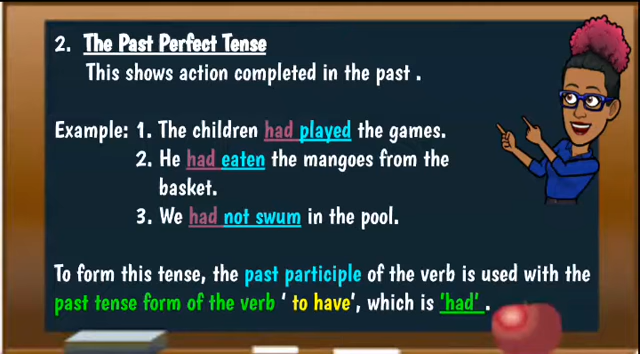 2. The Past Perfect Tense
This shows action completed in the past .
Example: 1. The children had played the games.
2. He had eaten the mangoes from the
basket.
3. We had not swum in the pool.
To form this tense, the past participle of the verb is used with the
past tense form of the verb ‘ to have’, which is ‘had’ .